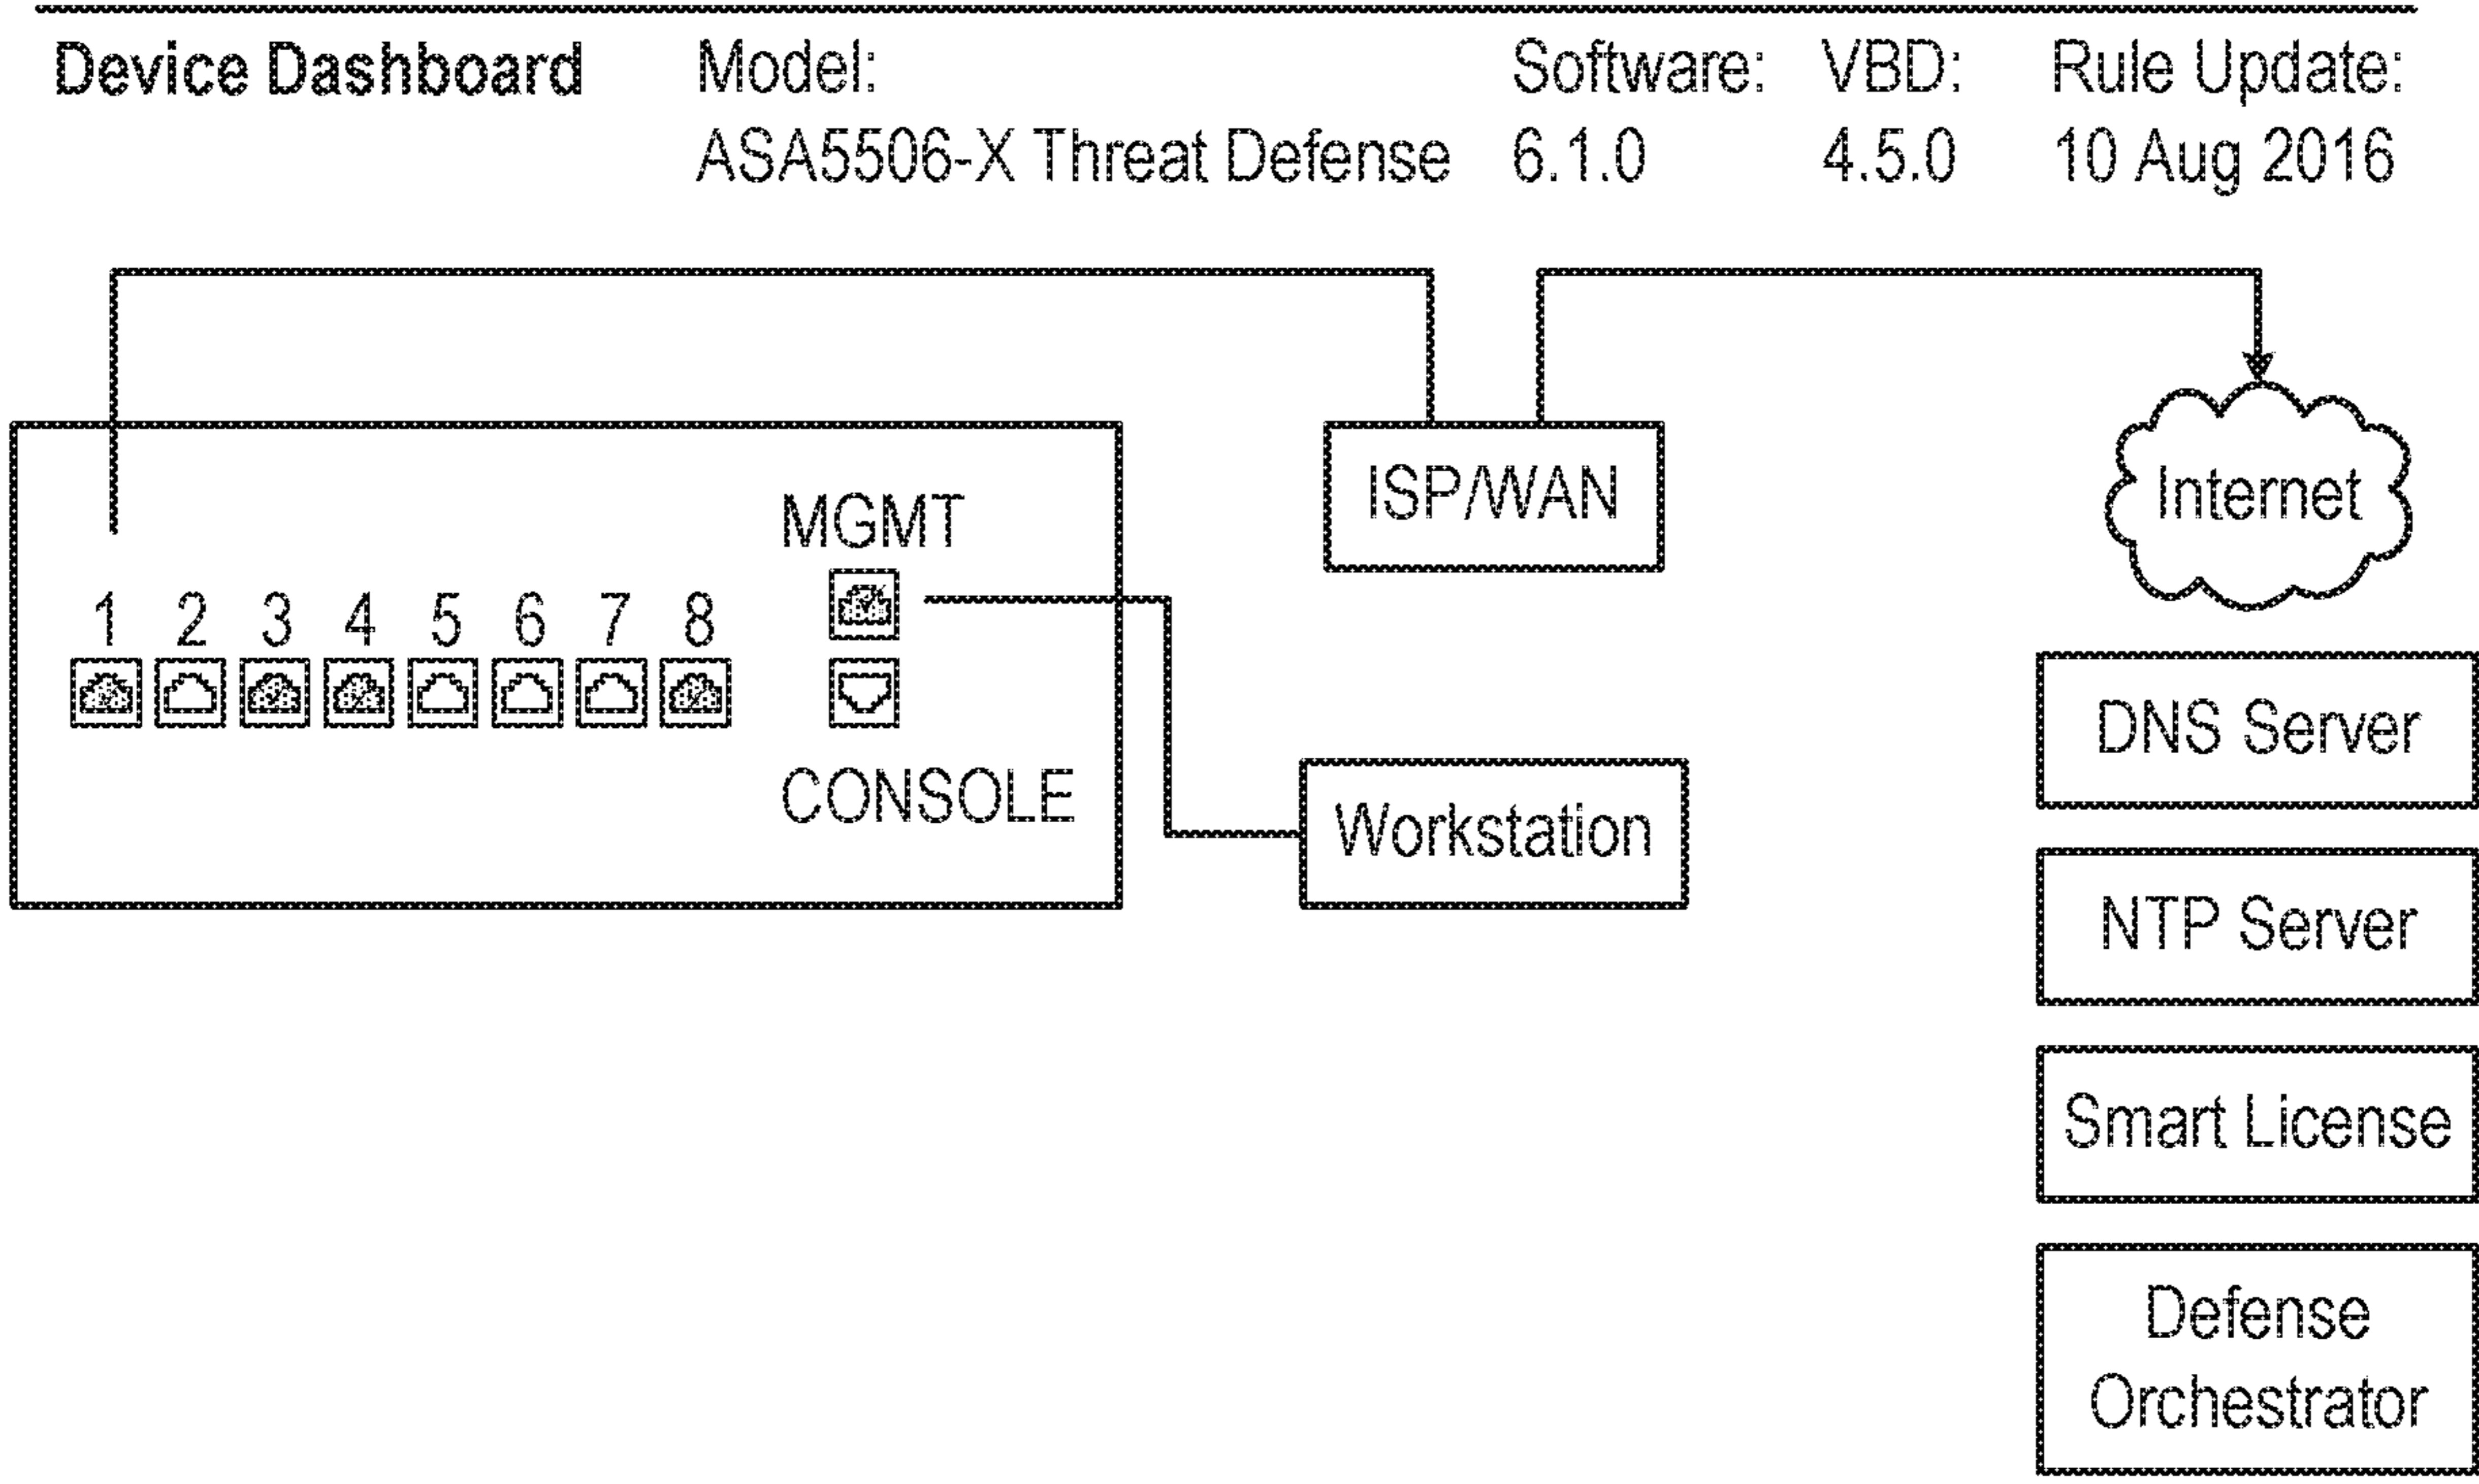 Device Dashboard Model: Software: VBD: Rule Update:
ASA5506-X Threat Defense 6.1.0 4.5.0 10 Aug 2016
MGMT
ISP/WAN
Internet
1 2 3 4 5 6 7 8
CONSOLE
Workstation
DNS Server
NTP Server
Smart License
Defense
Orchestrator